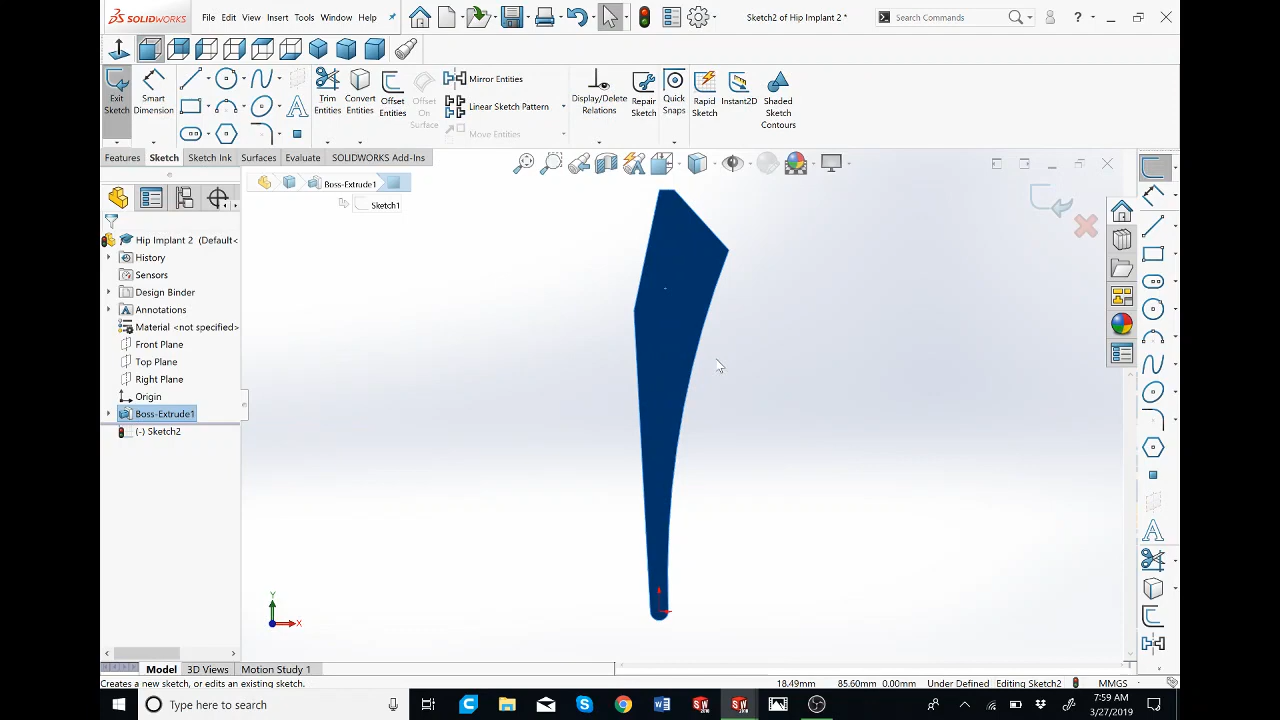 SOLIDWORKS File Edit View Insert Tools Window Help Sketch2 of Hip Implant 2 * Search Commands ?
Exit Sketch Smart Dimension Trim Entities Convert Entities Offset Entities Offset On Surface Mirror Entities Linear Sketch Pattern Move Entities Display/Delete Relations Repair Sketch Quick Snaps Rapid Sketch Instant2D Shaded Sketch Contours
Features Sketch Sketch Ink Surfaces Evaluate SOLIDWORKS Add-Ins
Boss-Extrude1
Sketch1
Hip Implant 2 (Default<
History
Sensors
Design Binder
Annotations
Material <not specified>
Front Plane
Top Plane
Right Plane
Origin
Boss-Extrude1
(-) Sketch2
Y
X
Model 3D Views Motion Study 1
Creates a new sketch, or edits an existing sketch. 18.49mm 85.60mm 0.00mm Under Defined Editing Sketch2 MMGS
Type here to search 7:59 AM
3/27/2019